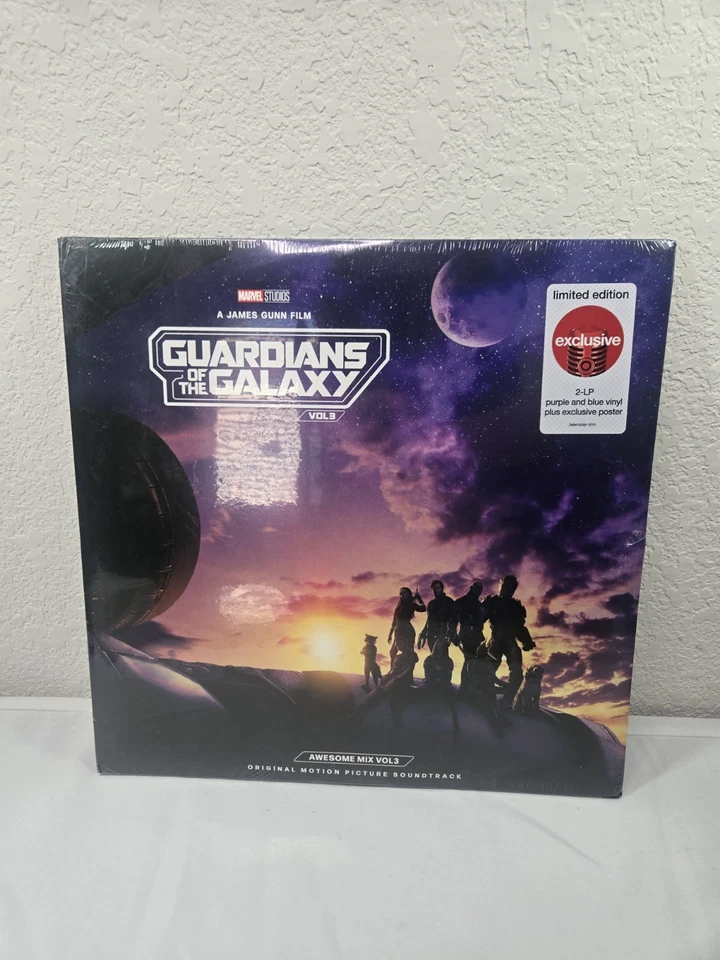 MARVEL STUDIOS
A JAMES GUNN FILM
GUARDIANS
OF THE GALAXY
VOL3
limited edition
exclusive
2-LP
purple and blue vinyl
plus exclusive poster
AWESOME MIX VOL3
ORIGINAL MOTION PICTURE SOUNDTRACK